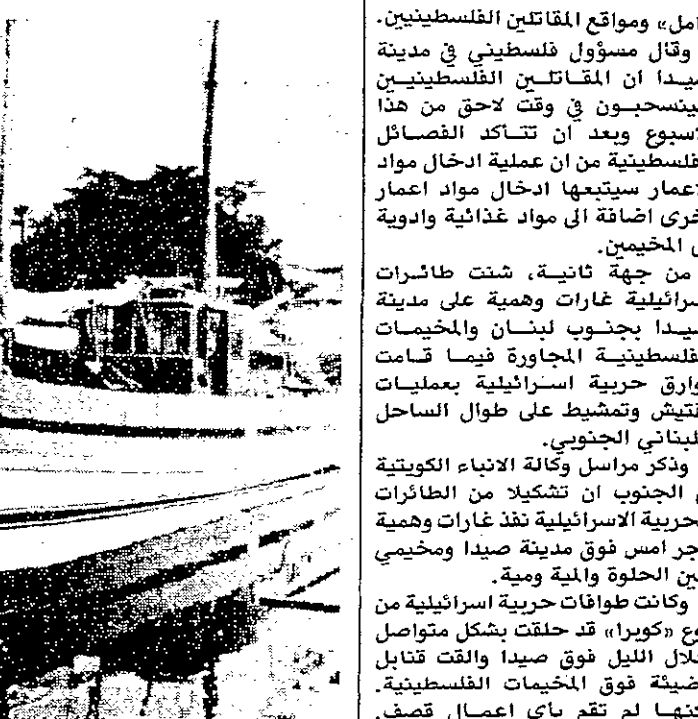 امل» ومواقع المقاتلين الفلسطينيين.
وقال مسؤول فلسطيني في مدينة
صيدا ان المقاتلين الفلسطينيين
سينسحبون في وقت لاحق من هذا
الاسبوع وبعد ان تتأكد الفصائل
الفلسطينية من ان عملية ادخال مواد
الاعمار سيتبعها ادخال مواد اعمار
اخرى اضافة الى مواد غذائية وادوية
المخيمين.
من جهة ثانية، شنت طائرات
اسرائيلية غارات وهمية على مدينة
صيدا بجنوب لبنان والمخيمات
الفلسطينية المجاورة فيما قامت
زوارق حربية اسرائيلية بعمليات
تفتيش وتمشيط على طوال الساحل
اللبناني الجنوبي.
وذكر مراسل وكالة الانباء الكويتية
الجنوب ان تشكيلا من الطائرات
الحربية الاسرائيلية نفذ غارات وهمية
فجر امس فوق مدينة صيدا ومخيمي
عين الحلوة والمية ومية.
وكانت طوافات حربية اسرائيلية من
نوع «كوبرا» قد حلقت بشكل متواصل
خلال الليل فوق صيدا والقت قنابل
مضيئة فوق المخيمات الفلسطينية.
لكنها لم تقم بأي اعمال قصف.